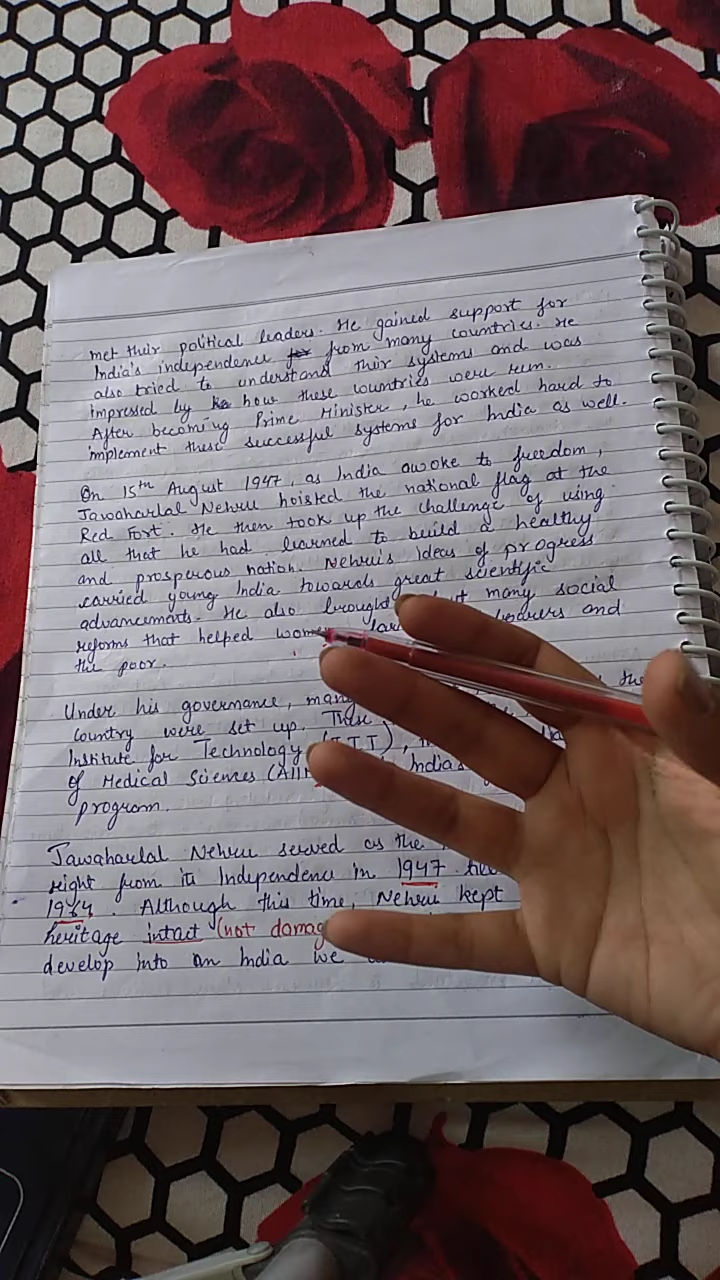 met their political leaders. He gained support for
India's independence from many countries. He
also tried to understand their systems and was
impressed by how these countries were run.
After becoming Prime Minister, he worked hard to
implement these successful systems for India as well.
On 15th August 1947, as India awoke to freedom,
Jawaharlal Nehru hoisted the national flag at the
Red Fort. He then took up the challenge of using
all that he had learned to build a healthy
and prosperous nation. Nehru's ideas of progress
carried young India towards great scientific
advancements. He also brought many social
reforms that helped women and
the poor.
Under his governance, many the
country were set up. These
Institute for Technology (IIT),
of Medical Sciences India's
program.
Jawaharlal Nehru served as the
right from its Independence in 1947
1964. Although this time, Nehru kept
heritage intact (not
develop into an India we